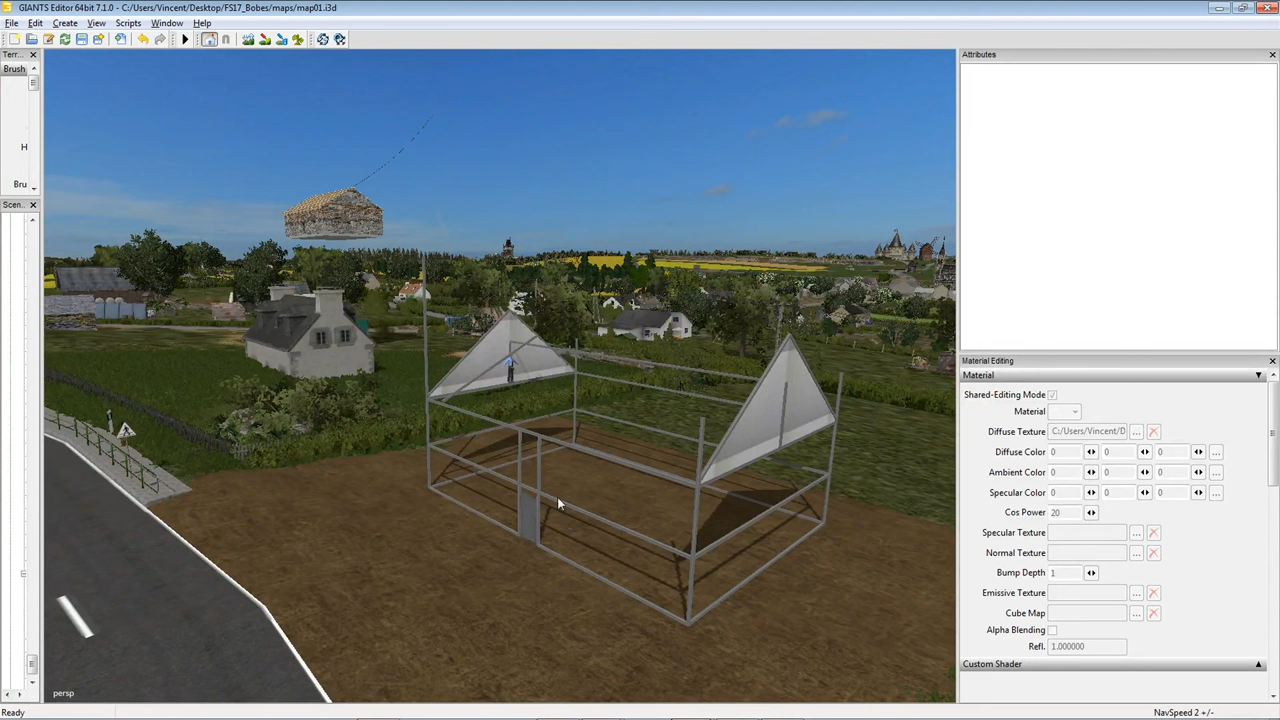 GIANTS Editor 64bit 7.1.0 - C:/Users/Vincent/Desktop/FS17_Bobes/maps/map01.i3d
File Edit View Create Scripts Window Help
Terr...
Brush
H
Bru
Scen...
persp
Attributes
Material Editing
Material
Shared-Editing Mode
Material
Diffuse Texture C:/Users/Vincent/D ...
Diffuse Color 0 0 0 ...
Ambient Color 0 0 0 ...
Specular Color 0 0 0 ...
Cos Power 20
Specular Texture ...
Normal Texture ...
Bump Depth 1
Emissive Texture ...
Cube Map ...
Alpha Blending
Refl. 1.000000
Custom Shader
Ready
NavSpeed 2 +/-